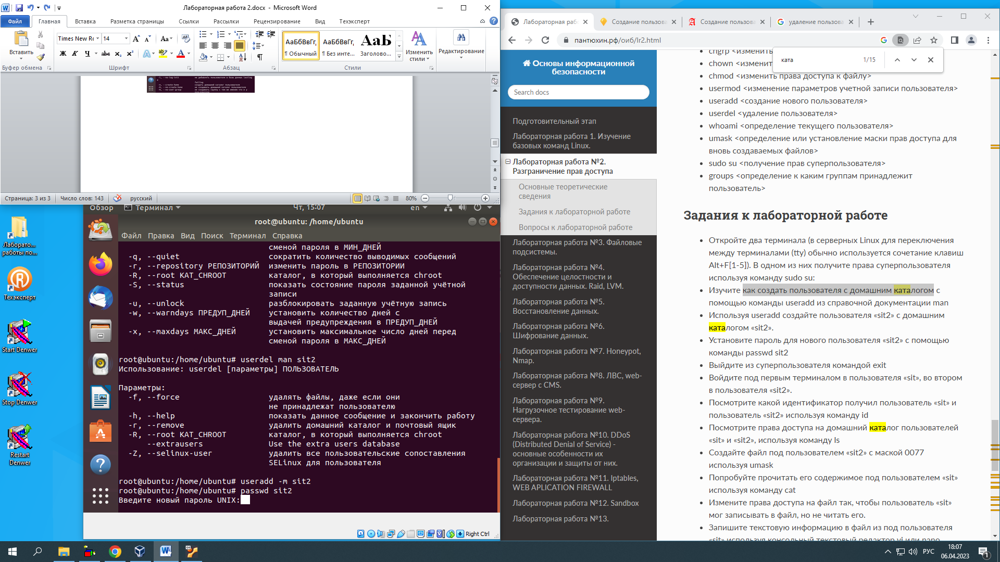 Лабораторная работа 2.docx - Microsoft Word
Файл
Главная
Вставка
Разметка страницы
Ссылки
Рассылки
Рецензирование
Вид
Техэксперт
Вставить
Буфер обмена
Times New Ro
14
Шрифт
Абзац
АаБбВвГг,
¶ Обычный
АаБбВвГг,
¶ Без инте...
АаБ
Заголово...
Стили
Изменить
стили
Редактирование
Страница: 3 из 3
Число слов: 143
русский
80%
Лаборато...
работы по...
Техэксперт
Start Denwer
Stop Denwer
Restart
Denwer
Обзор
Терминал
Чт, 15:07
en
root@ubuntu: /home/ubuntu
Файл Правка Вид Поиск Терминал Справка
сменой пароля в МИН_ДНЕЙ
-q, --quiet сократить количество выводимых сообщений
-r, --repository РЕПОЗИТОРИЙ изменить пароль в РЕПОЗИТОРИИ
-R, --root КАТ_CHROOT каталог, в который выполняется chroot
-S, --status показать состояние пароля заданной учётной
записи
-u, --unlock разблокировать заданную учётную запись
-w, --warndays ПРЕДУП_ДНЕЙ установить количество дней с
выдачей предупреждения в ПРЕДУП_ДНЕЙ
-x, --maxdays МАКС_ДНЕЙ установить максимальное число дней перед
сменой пароля в МАКС_ДНЕЙ
root@ubuntu:/home/ubuntu# userdel man sit2
Использование: userdel [параметры] ПОЛЬЗОВАТЕЛЬ
Параметры:
-f, --force удалять файлы, даже если они
не принадлежат пользователю
-h, --help показать данное сообщение и закончить работу
-r, --remove удалить домашний каталог и почтовый ящик
-R, --root КАТ_CHROOT каталог, в который выполняется chroot
--extrausers Use the extra users database
-Z, --selinux-user удалить все пользовательские сопоставления
SELinux для пользователя
root@ubuntu:/home/ubuntu# useradd -m sit2
root@ubuntu:/home/ubuntu# passwd sit2
Введите новый пароль UNIX:
Right Ctrl
Лабораторная раб
Создание пользова
Создание пользова
удаление пользова
пантюхин.рф/оиб/lr2.html
ката
1/15
Основы информационной
безопасности
Search docs
Подготовительный этап
Лабораторная работа 1. Изучение
базовых команд Linux.
Лабораторная работа №2.
Разграничение прав доступа
Основные теоретические
сведения
Задания к лабораторной работе
Вопросы к лабораторной работе
Лабораторная работа №3. Файловые
подсистемы.
Лабораторная работа №4.
Обеспечение целостности и
доступности данных. Raid, LVM.
Лабораторная работа №5.
Восстановление данных.
Лабораторная работа №6.
Шифрование данных.
Лабораторная работа №7. Honeypot,
Nmap.
Лабораторная работа №8. ЛВС, web-
сервер с CMS.
Лабораторная работа №9.
Нагрузочное тестирование web-
сервера.
Лабораторная работа №10. DDoS
(Distributed Denial of Service) -
основные особенности их
организации и защиты от них.
Лабораторная работа №11. Iptables,
WEB APLICATION FIREWALL
Лабораторная работа №12. Sandbox
Лабораторная работа №13.
chgrp <изменить
chown <изменит
chmod <изменить права доступа к файлу>
usermod <изменение параметров учетной записи пользователя>
useradd <создание нового пользователя>
userdel <удаление пользователя>
whoami <определение текущего пользователя>
umask <определение или установление маски прав доступа для
вновь создаваемых файлов>
sudo su <получение прав суперпользователя>
groups <определение к каким группам принадлежит
пользователь>
Задания к лабораторной работе
Откройте два терминала (в серверных Linux для переключения
между терминалами (tty) обычно используется сочетание клавиш
Alt+F[1-5]). В одном из них получите права суперпользователя
используя команду sudo su:
Изучите как создать пользователя с домашним каталогом с
помощью команды useradd из справочной документации man
Используя useradd создайте пользователя «sit2» с домашним
каталогом «sit2».
Установите пароль для нового пользователя «sit2» с помощью
команды passwd sit2
Выйдите из суперпользователя командой exit
Войдите под первым терминалом в пользователя «sit», во втором
в пользователя «sit2».
Посмотрите какой идентификатор получил пользователь «sit» и
пользователь «sit2» используя команду id
Посмотрите права доступа на домашний каталог пользователей
«sit» и «sit2», используя команду ls
Создайте файл под пользователем «sit2» с маской 0077
используя umask
Попробуйте прочитать его содержимое под пользователем «sit»
используя команду cat
Измените права доступа на файл так, чтобы пользователь «sit»
мог записывать в файл, но не читать его.
Запишите текстовую информацию в файл из под пользователя
«sit» используя консольный текстовый редактор vi или nano
РУС
18:07
06.04.2023
1